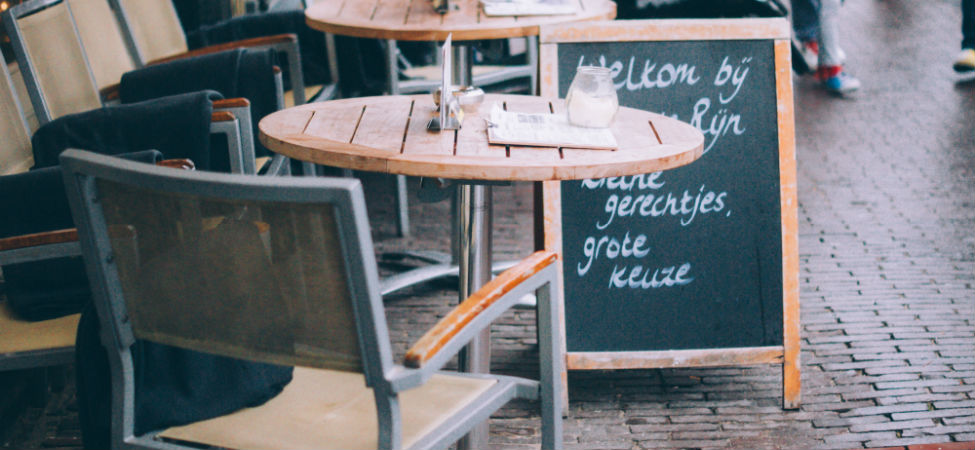 Welkom bij
Rijn
kleine
gerechtjes,
grote
keuze